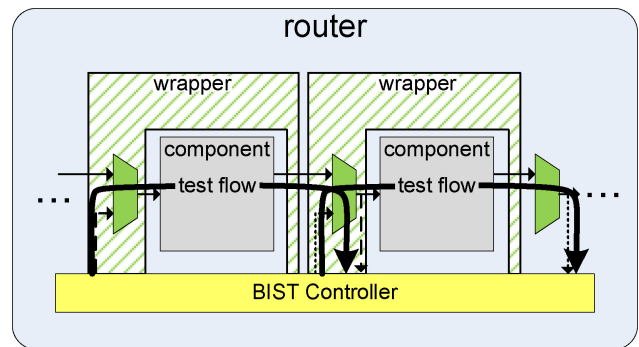 router
wrapper wrapper
component component
... test flow test flow ...
BIST Controller